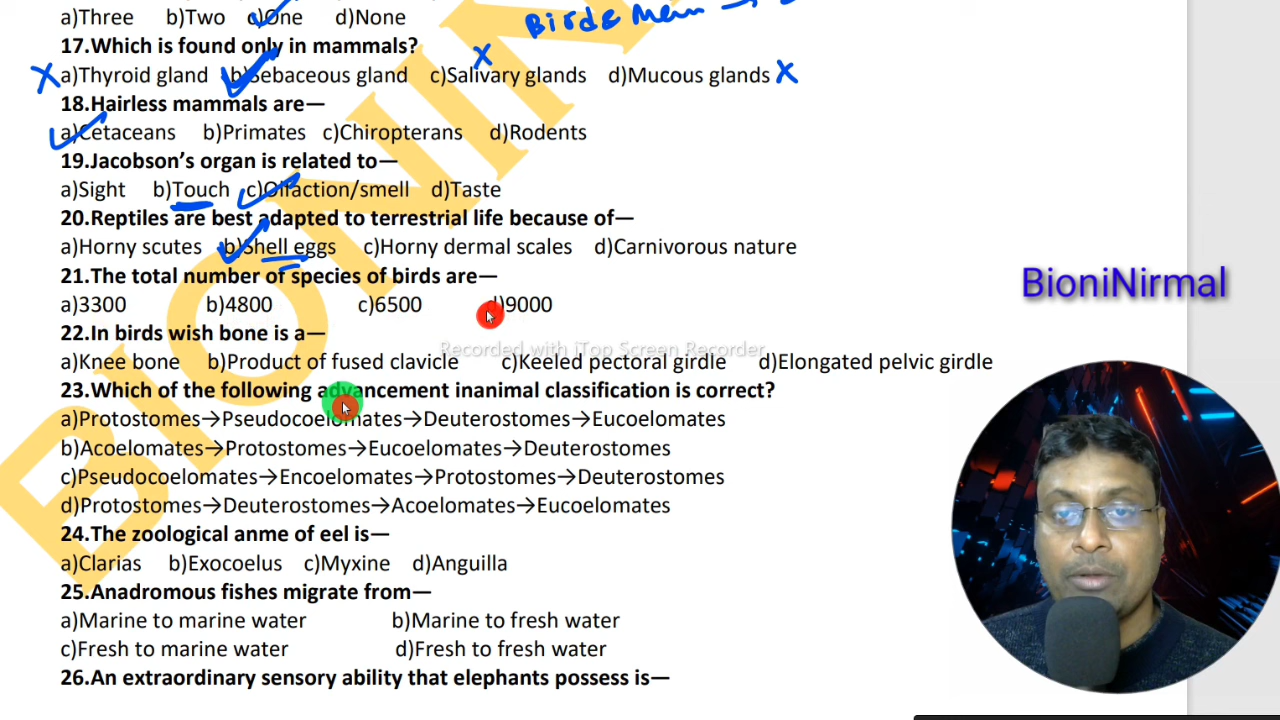 a)Three b)Two c)One d)None
Birds Mam
17.Which is found only in mammals?
a)Thyroid gland b)Sebaceous gland c)Salivary glands d)Mucous glands
18.Hairless mammals are—
a)Cetaceans b)Primates c)Chiropterans d)Rodents
19.Jacobson's organ is related to—
a)Sight b)Touch c)Olfaction/smell d)Taste
20.Reptiles are best adapted to terrestrial life because of—
a)Horny scutes b)Shell eggs c)Horny dermal scales d)Carnivorous nature
21.The total number of species of birds are—
BioniNirmal
a)3300 b)4800 c)6500 d)9000
22.In birds wish bone is a—
Recorded with iTop Screen Recorder
a)Knee bone b)Product of fused clavicle c)Keeled pectoral girdle d)Elongated pelvic girdle
23.Which of the following advancement inanimal classification is correct?
a)Protostomes→Pseudocoelomates→Deuterostomes→Eucoelomates
b)Acoelomates→Protostomes→Eucoelomates→Deuterostomes
c)Pseudocoelomates→Encoelomates→Protostomes→Deuterostomes
d)Protostomes→Deuterostomes→Acoelomates→Eucoelomates
24.The zoological anme of eel is—
a)Clarias b)Exocoelus c)Myxine d)Anguilla
25.Anadromous fishes migrate from—
a)Marine to marine water b)Marine to fresh water
c)Fresh to marine water d)Fresh to fresh water
26.An extraordinary sensory ability that elephants possess is—